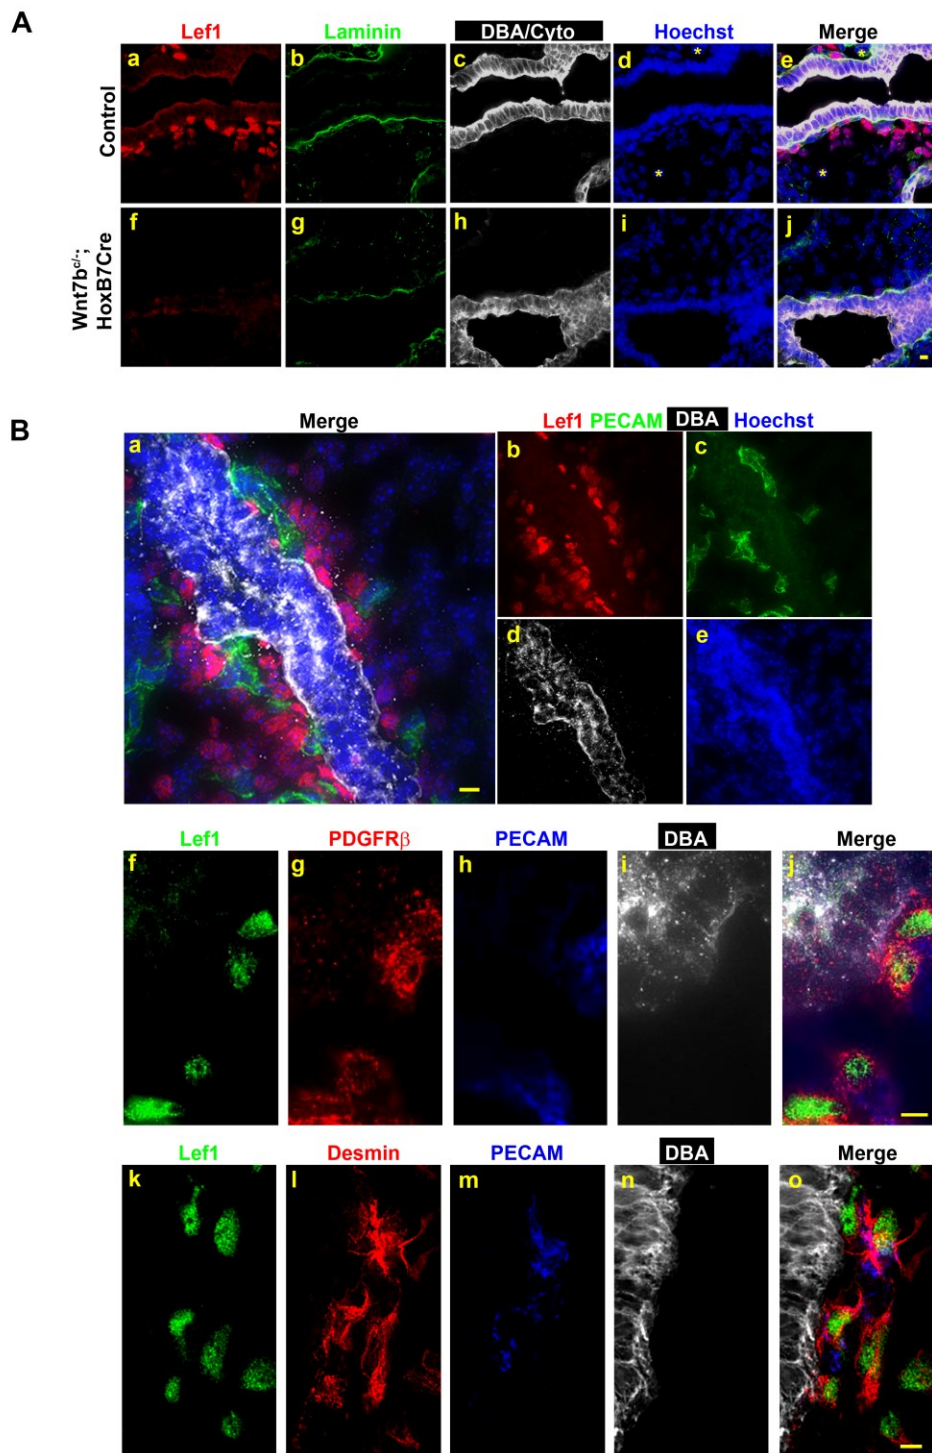 A
Lef1 Laminin DBA/Cyto Hoechst Merge
Control
a b c d e
* *
* *
Wnt7b^c/-;
HoxB7Cre
f g h i j
B
Merge Lef1 PECAM DBA Hoechst
a b c
d e
Lef1 PDGFRβ PECAM DBA Merge
f g h i j
Lef1 Desmin PECAM DBA Merge
k l m n o